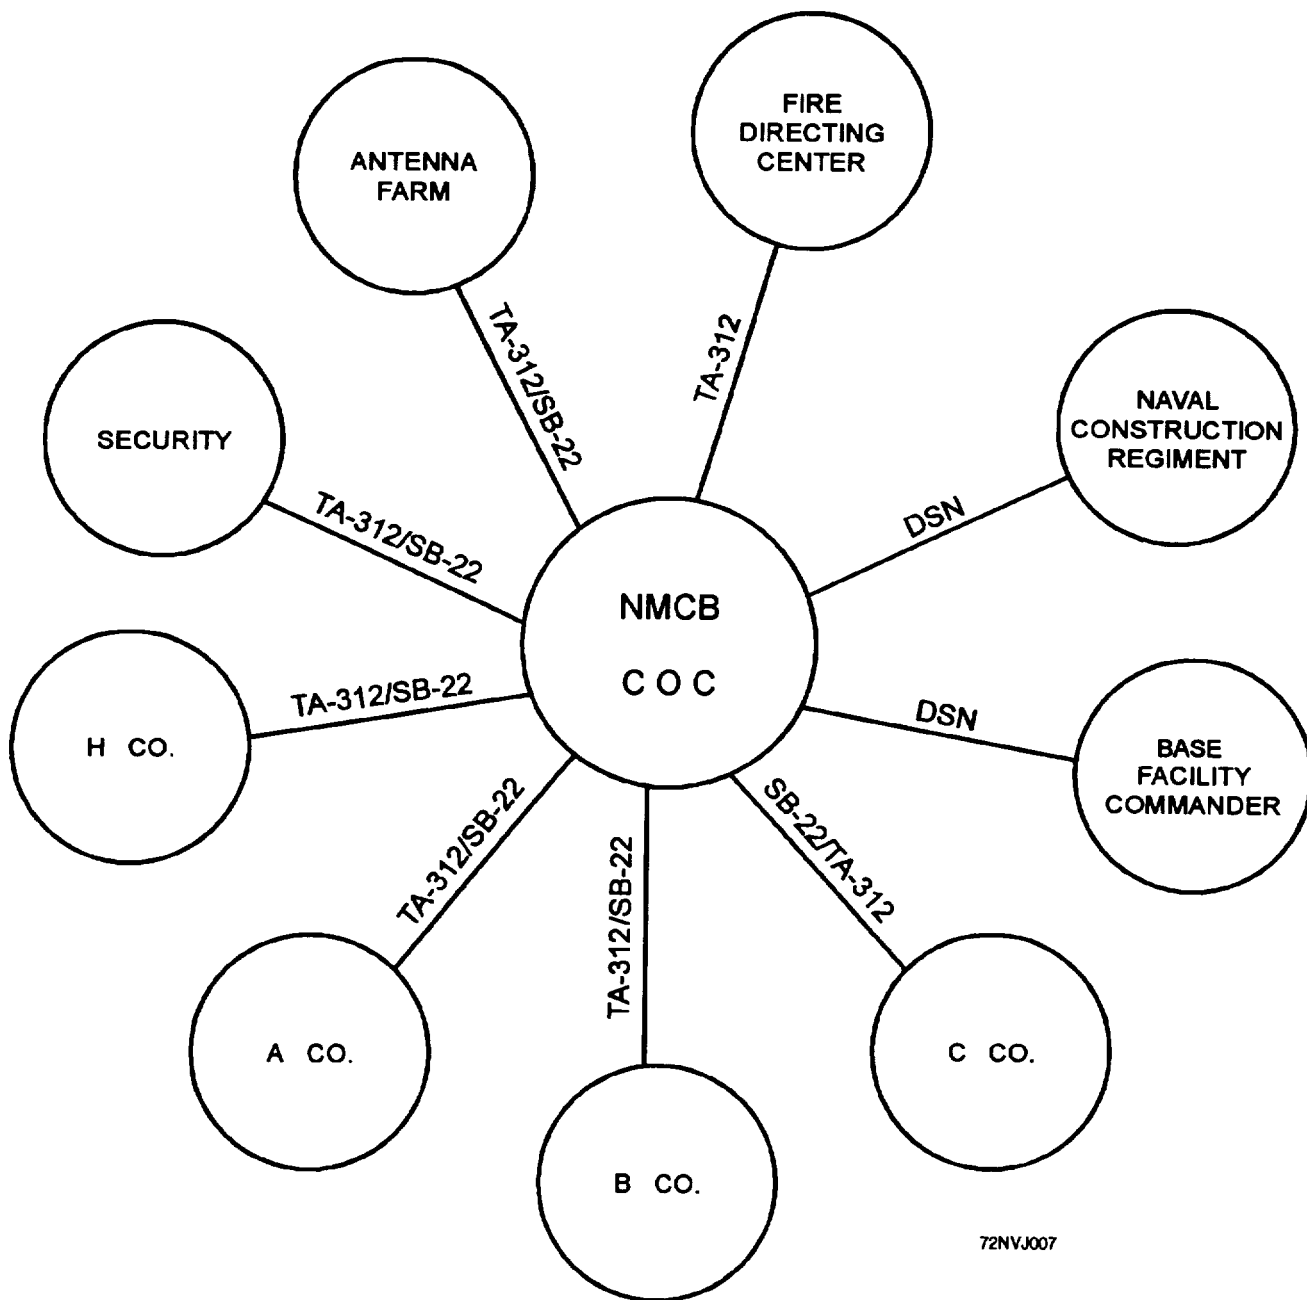 FIRE
DIRECTING
CENTER
ANTENNA
FARM
TA-312/SB-22
TA-312
NAVAL
CONSTRUCTION
REGIMENT
SECURITY
TA-312/SB-22
DSN
NMCB
C O C
TA-312/SB-22
H CO.
DSN
BASE
FACILITY
COMMANDER
TA-312/SB-22
TA-312/SB-22
SB-22/TA-312
A CO.
B CO.
C CO.
72NVJ007